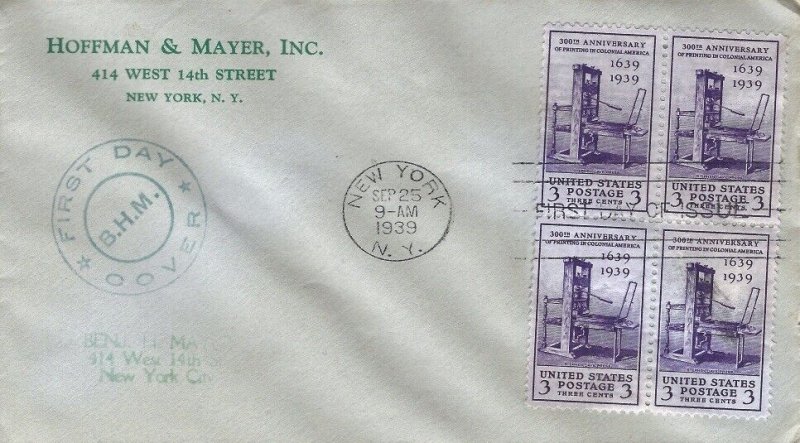 HOFFMAN & MAYER, INC.
414 WEST 14th STREET
NEW YORK, N. Y.
FIRST DAY
B.H.M.
COVER
NEW YORK
SEP 25
9-AM
1939
N. Y.
FIRST DAY OF ISSUE
300TH ANNIVERSARY
OF PRINTING IN COLONIAL AMERICA
1639
1939
UNITED STATES
3 POSTAGE 3
THREE CENTS
300TH ANNIVERSARY
OF PRINTING IN COLONIAL AMERICA
1639
1939
UNITED STATES
3 POSTAGE 3
THREE CENTS
300TH ANNIVERSARY
OF PRINTING IN COLONIAL AMERICA
1639
1939
UNITED STATES
3 POSTAGE 3
THREE CENTS
300TH ANNIVERSARY
OF PRINTING IN COLONIAL AMERICA
1639
1939
UNITED STATES
3 POSTAGE 3
THREE CENTS
BENJ. H.
414 West 14th
New York